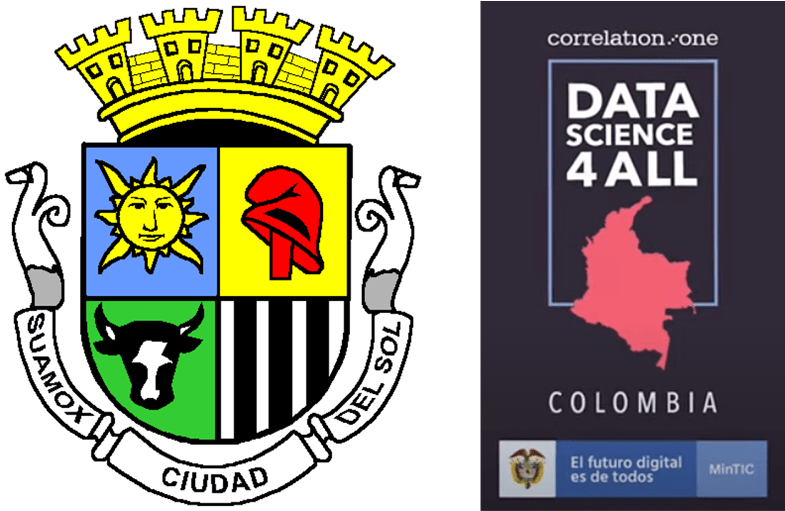 SUAMOX
CIUDAD
DEL SOL
correlation one
DATA
SCIENCE
4 ALL
COLOMBIA
El futuro digital
es de todos
MinTIC